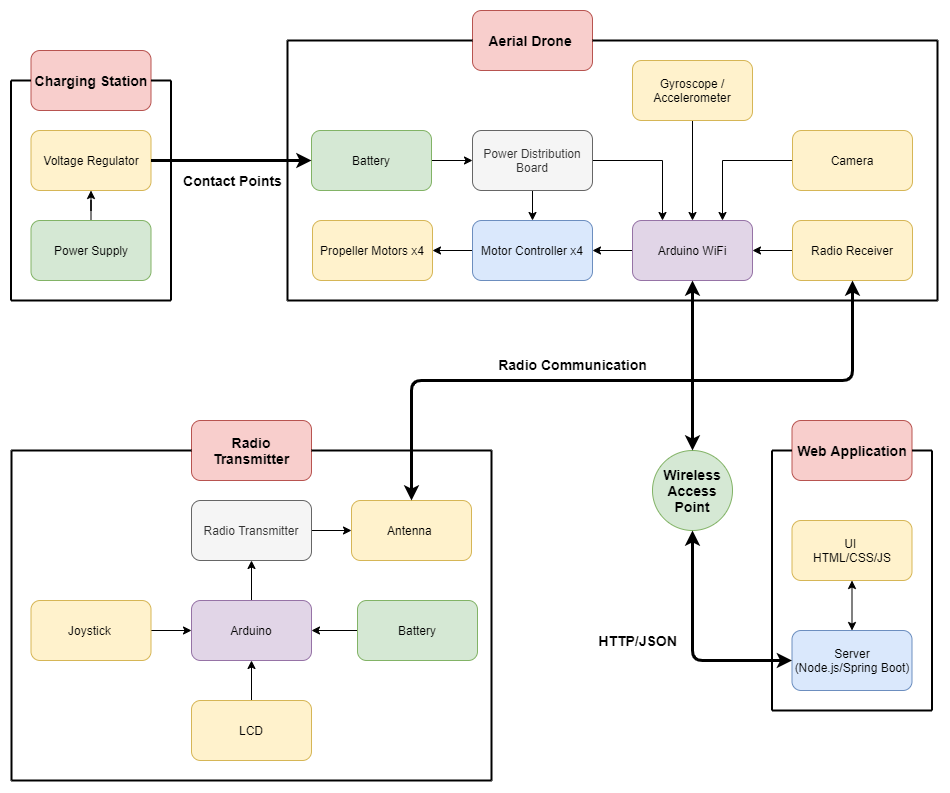 Aerial Drone
Charging Station
Gyroscope /
Accelerometer
Voltage Regulator
Contact Points
Battery
Power Distribution
Board
Camera
Power Supply
Propeller Motors x4
Motor Controller x4
Arduino WiFi
Radio Receiver
Radio Communication
Radio
Transmitter
Web Application
Wireless
Access
Point
Radio Transmitter
Antenna
UI
HTML/CSS/JS
Joystick
Arduino
Battery
HTTP/JSON
Server
(Node.js/Spring Boot)
LCD